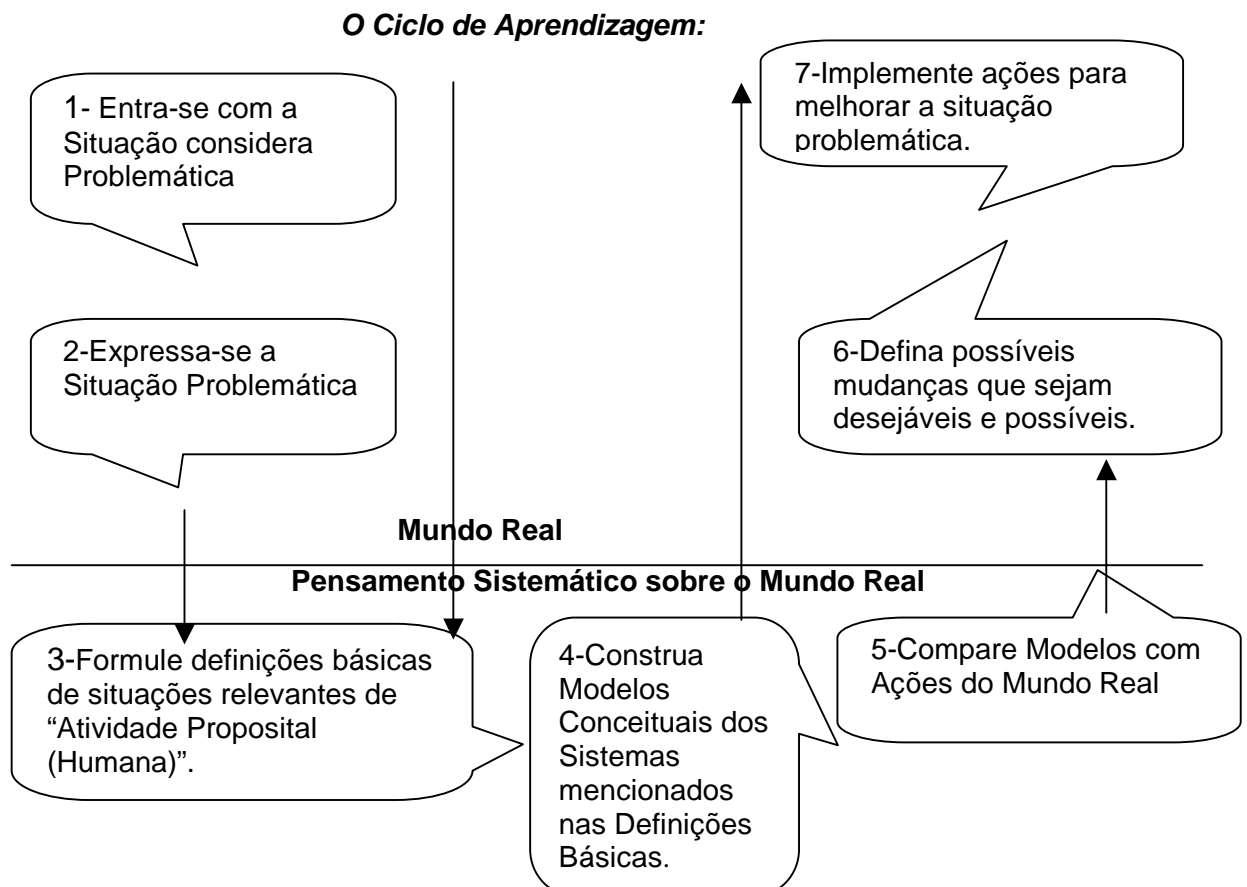 O Ciclo de Aprendizagem:
1- Entra-se com a
Situação considera
Problemática
2-Expressa-se a
Situação Problemática
7-Implemente ações para
melhorar a situação
problemática.
6-Defina possíveis
mudanças que sejam
desejáveis e possíveis.
Mundo Real
Pensamento Sistemático sobre o Mundo Real
3-Formule definições básicas
de situações relevantes de
“Atividade Proposital
(Humana)”.
4-Construa
Modelos
Conceituais dos
Sistemas
mencionados
nas Definições
Básicas.
5-Compare Modelos com
Ações do Mundo Real